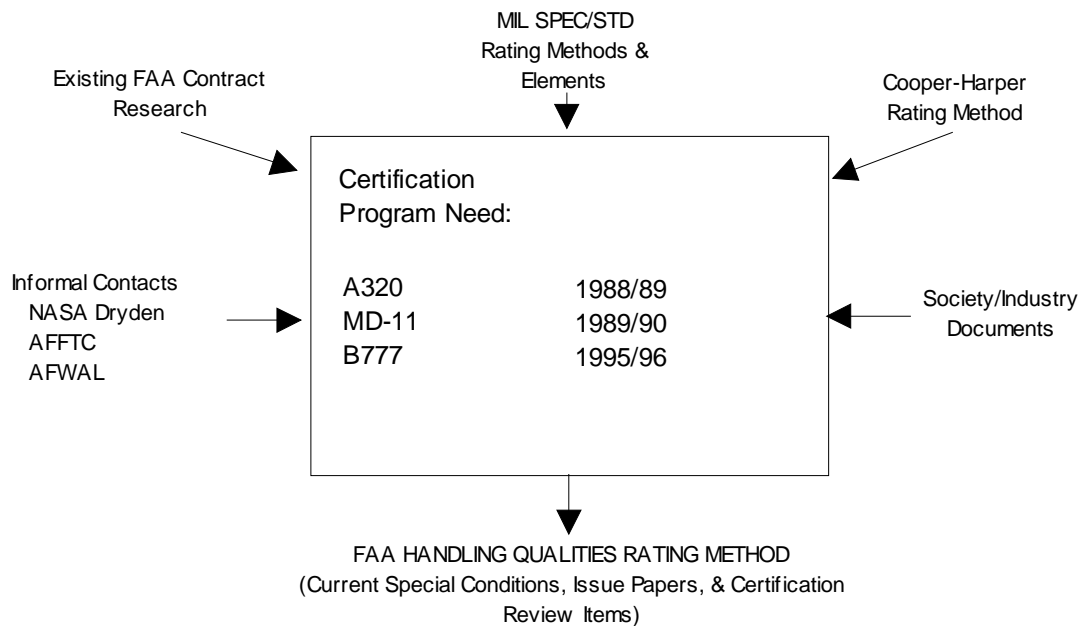 MIL SPEC/STD
Rating Methods &
Elements
Existing FAA Contract
Research
Cooper-Harper
Rating Method
Certification
Program Need:
A320 1988/89
MD-11 1989/90
B777 1995/96
Informal Contacts
NASA Dryden
AFFTC
AFWAL
Society/Industry
Documents
FAA HANDLING QUALITIES RATING METHOD
(Current Special Conditions, Issue Papers, & Certification
Review Items)